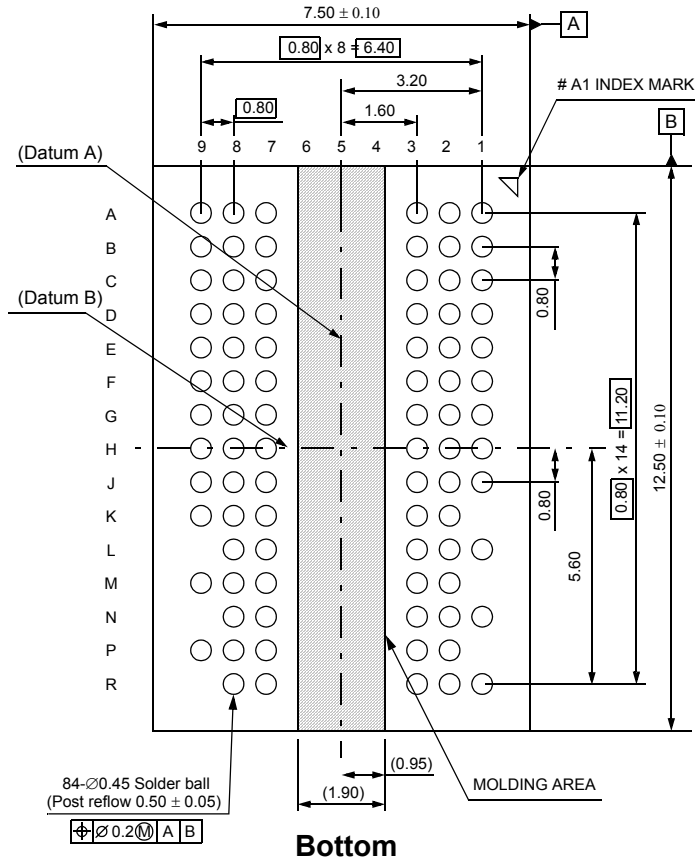 7.50 ± 0.10
A
0.80 x 8 = 6.40
3.20
# A1 INDEX MARK
0.80
1.60
B
9 8 7 6 5 4 3 2 1
(Datum A)
A
B
C
(Datum B)
D
0.80
E
F
G
0.80 x 14 = 11.20
12.50 ± 0.10
H
J
K
0.80
L
5.60
M
N
P
R
(0.95)
84-∅0.45 Solder ball
(Post reflow 0.50 ± 0.05)
(1.90)
MOLDING AREA
⌖ ∅ 0.2Ⓜ A B
Bottom